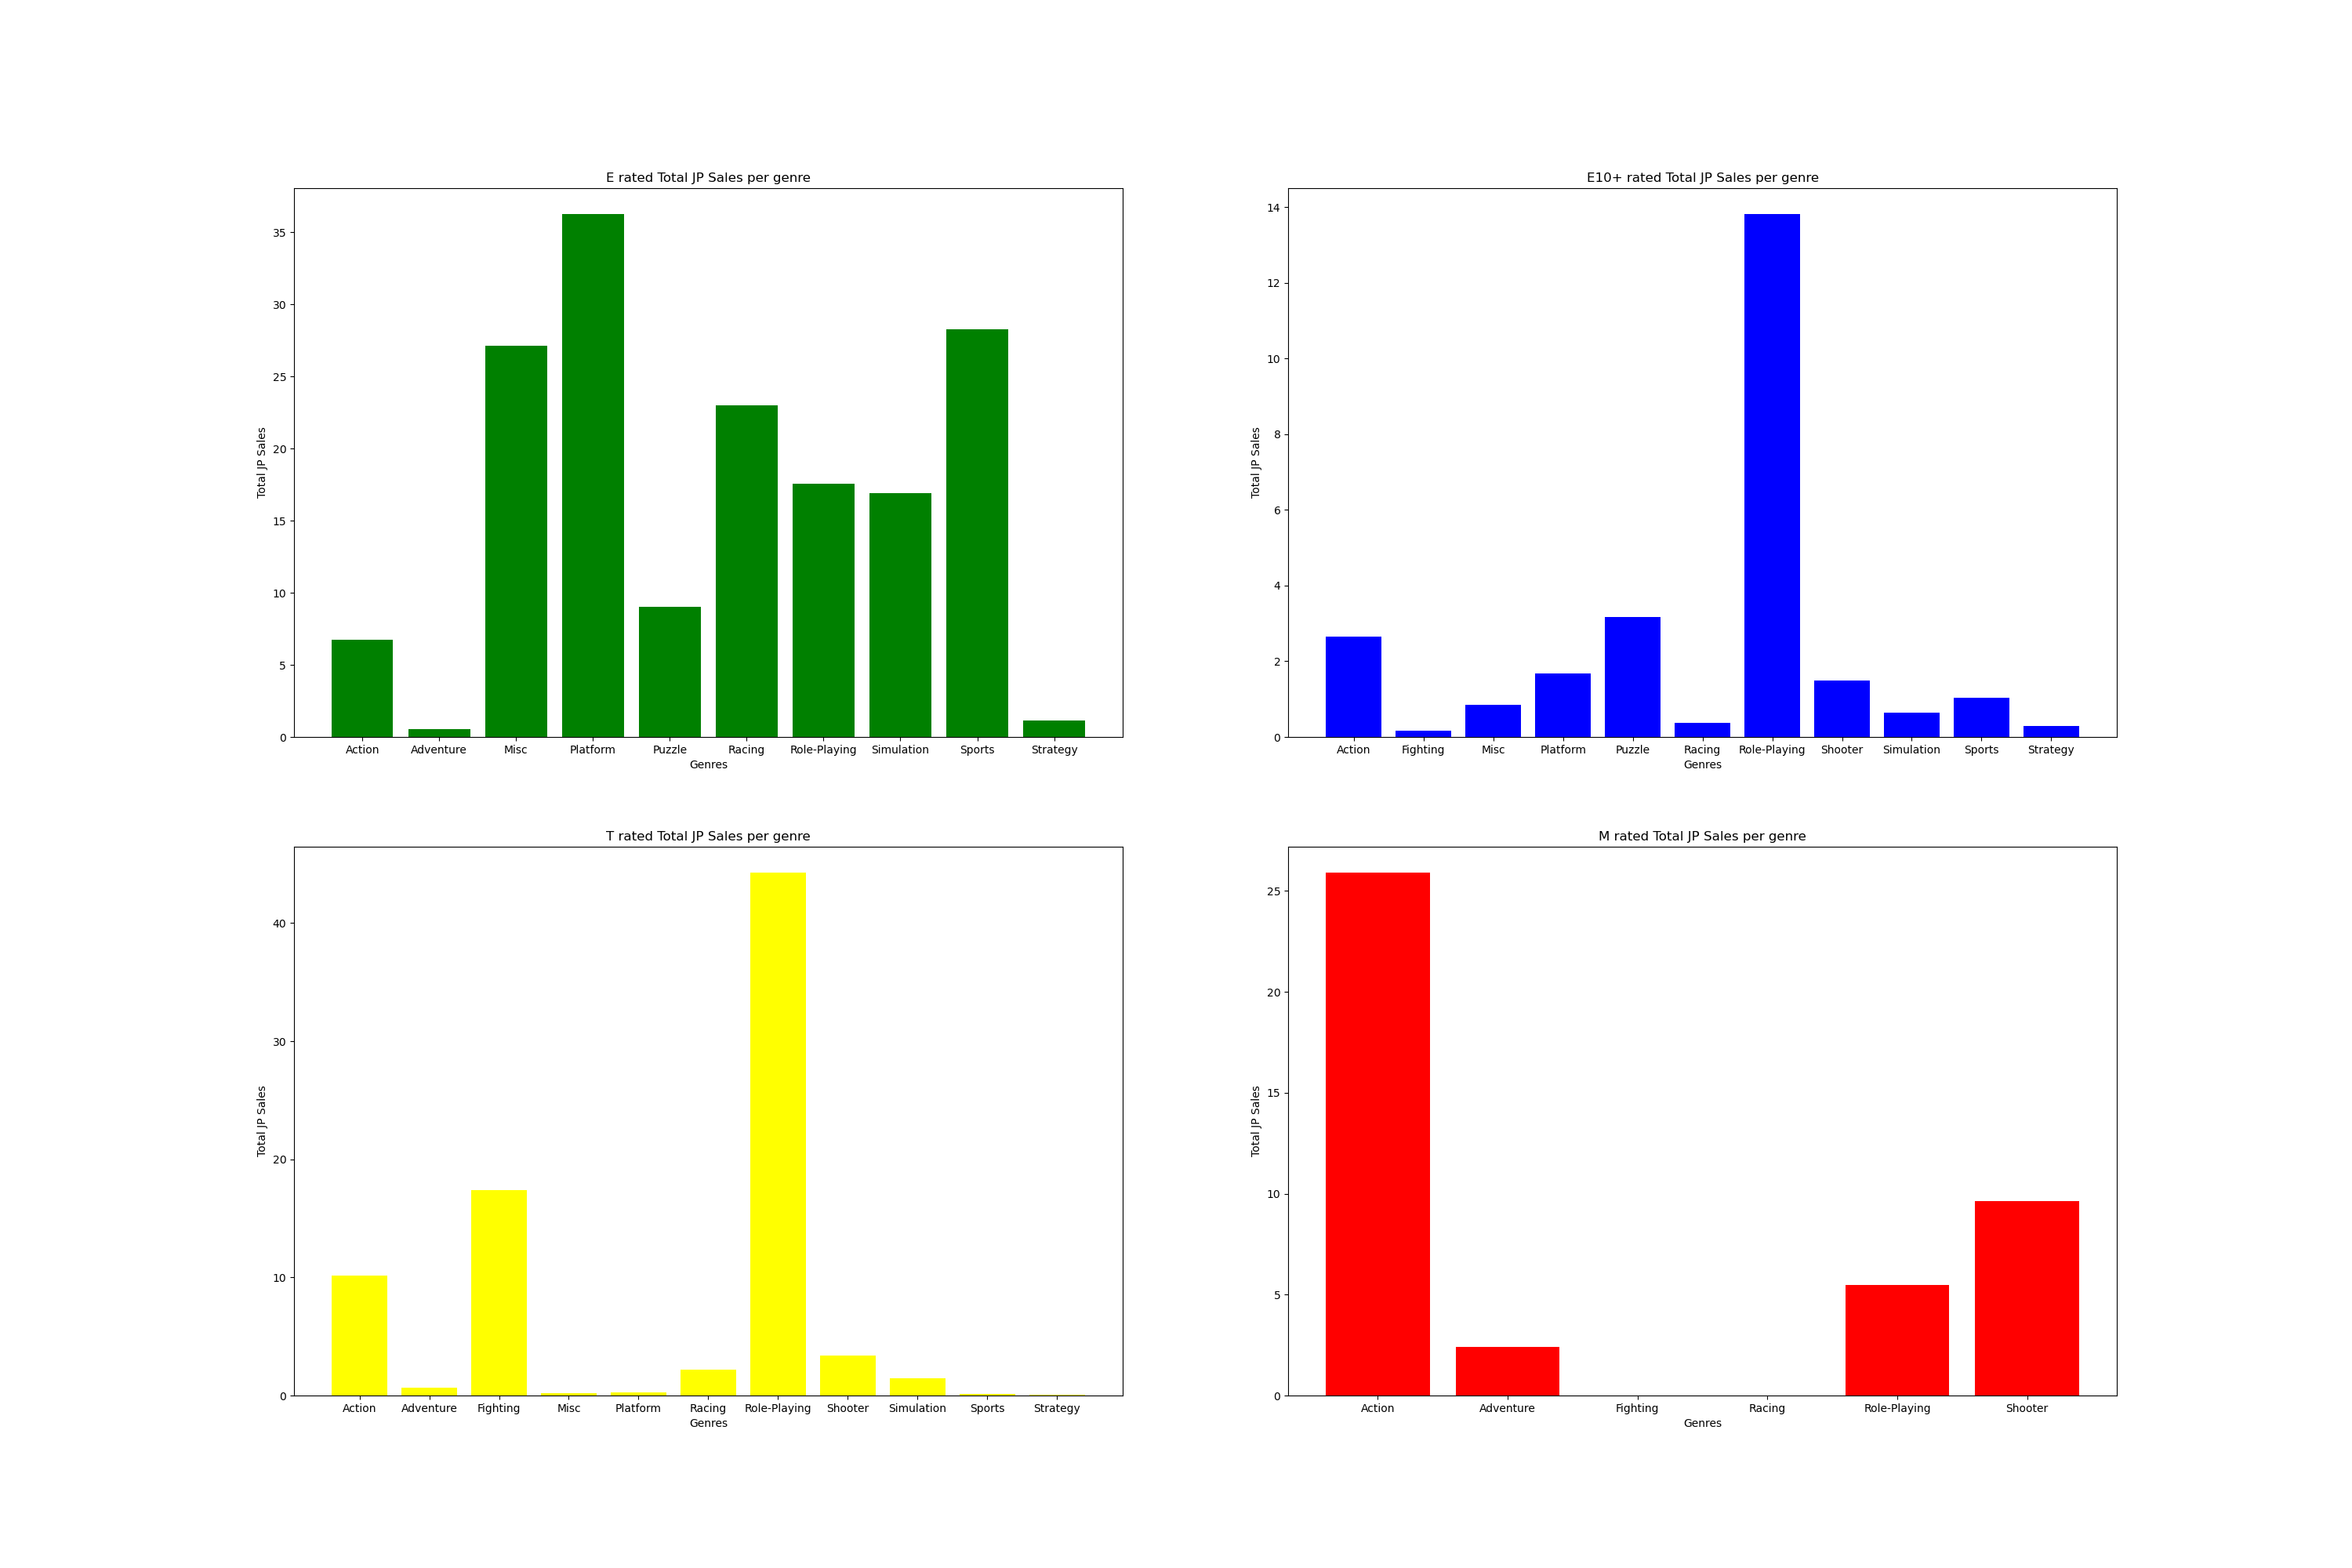 E rated Total JP Sales per genre
Total JP Sales
35
30
25
20
15
10
5
0
Action Adventure Misc Platform Puzzle Racing Role-Playing Simulation Sports Strategy
Genres
E10+ rated Total JP Sales per genre
Total JP Sales
14
12
10
8
6
4
2
0
Action Fighting Misc Platform Puzzle Racing Role-Playing Shooter Simulation Sports Strategy
Genres
T rated Total JP Sales per genre
Total JP Sales
40
30
20
10
0
Action Adventure Fighting Misc Platform Racing Role-Playing Shooter Simulation Sports Strategy
Genres
M rated Total JP Sales per genre
Total JP Sales
25
20
15
10
5
0
Action Adventure Fighting Racing Role-Playing Shooter
Genres